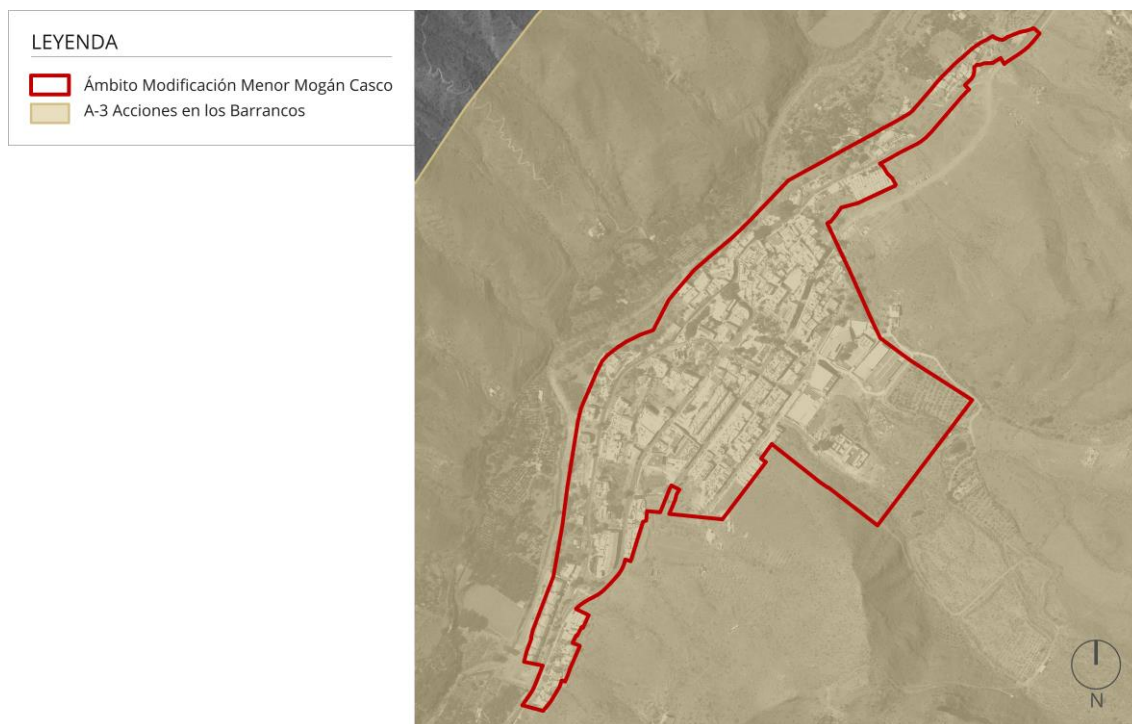 LEYENDA
Ámbito Modificación Menor Mogán Casco
A-3 Acciones en los Barrancos
N